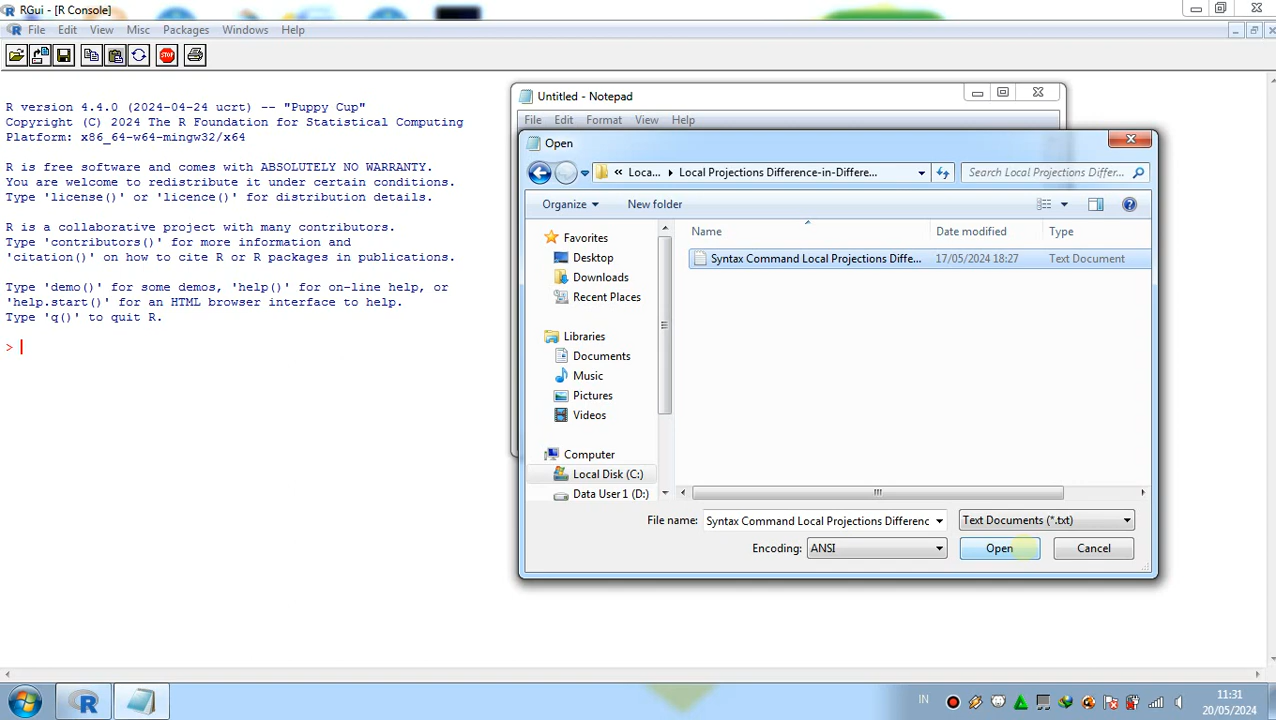 RGui - [R Console]
File Edit View Misc Packages Windows Help
STOP
R version 4.4.0 (2024-04-24 ucrt) -- "Puppy Cup"
Copyright (C) 2024 The R Foundation for Statistical Computing
Platform: x86_64-w64-mingw32/x64
R is free software and comes with ABSOLUTELY NO WARRANTY.
You are welcome to redistribute it under certain conditions.
Type 'license()' or 'licence()' for distribution details.
R is a collaborative project with many contributors.
Type 'contributors()' for more information and
'citation()' on how to cite R or R packages in publications.
Type 'demo()' for some demos, 'help()' for on-line help, or
'help.start()' for an HTML browser interface to help.
Type 'q()' to quit R.
>
Untitled - Notepad
File Edit Format View Help
Open
« Loca... Local Projections Difference-in-Differe...
Search Local Projections Differ...
Organize New folder
Favorites
Desktop
Downloads
Recent Places
Libraries
Documents
Music
Pictures
Videos
Computer
Local Disk (C:)
Data User 1 (D:)
Name Date modified Type
Syntax Command Local Projections Diffe... 17/05/2024 18:27 Text Document
File name: Syntax Command Local Projections Differenc Text Documents (*.txt)
Encoding: ANSI Open Cancel
IN
11:31
20/05/2024